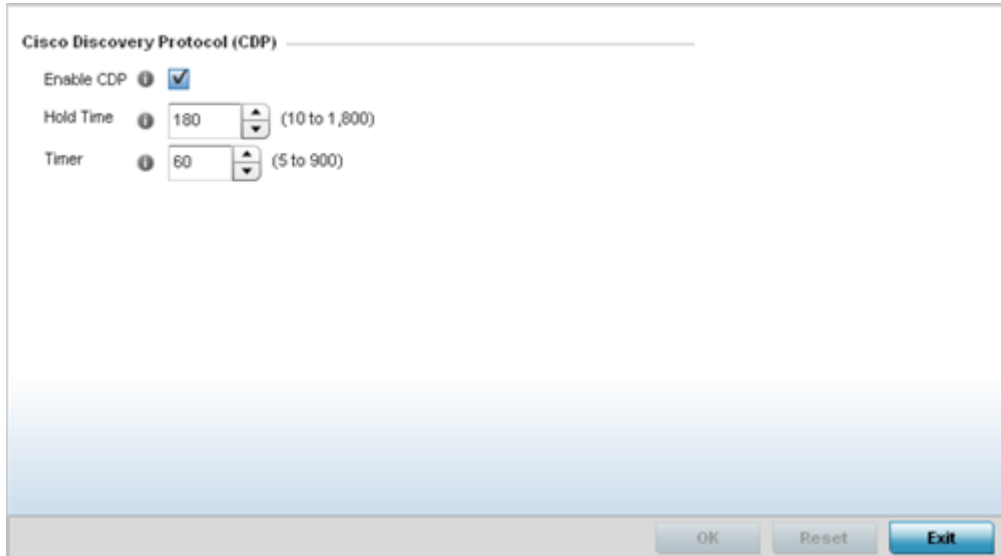 Cisco Discovery Protocol (CDP)
Enable CDP
Hold Time 180 (10 to 1,800)
Timer 60 (5 to 900)
OK Reset Exit